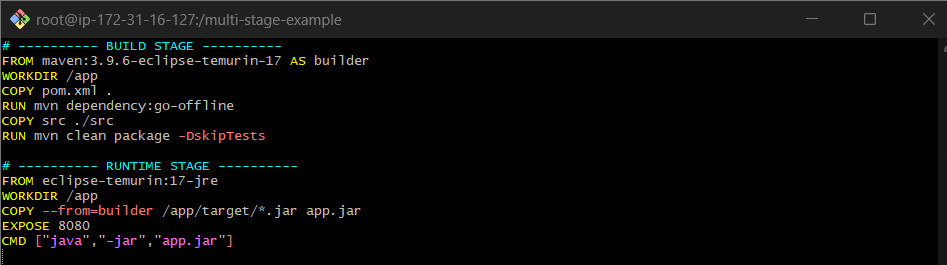 root@ip-172-31-16-127:/multi-stage-example
# ---------- BUILD STAGE ----------
FROM maven:3.9.6-eclipse-temurin-17 AS builder
WORKDIR /app
COPY pom.xml .
RUN mvn dependency:go-offline
COPY src ./src
RUN mvn clean package -DskipTests
# ---------- RUNTIME STAGE ----------
FROM eclipse-temurin:17-jre
WORKDIR /app
COPY --from=builder /app/target/*.jar app.jar
EXPOSE 8080
CMD ["java","-jar","app.jar"]